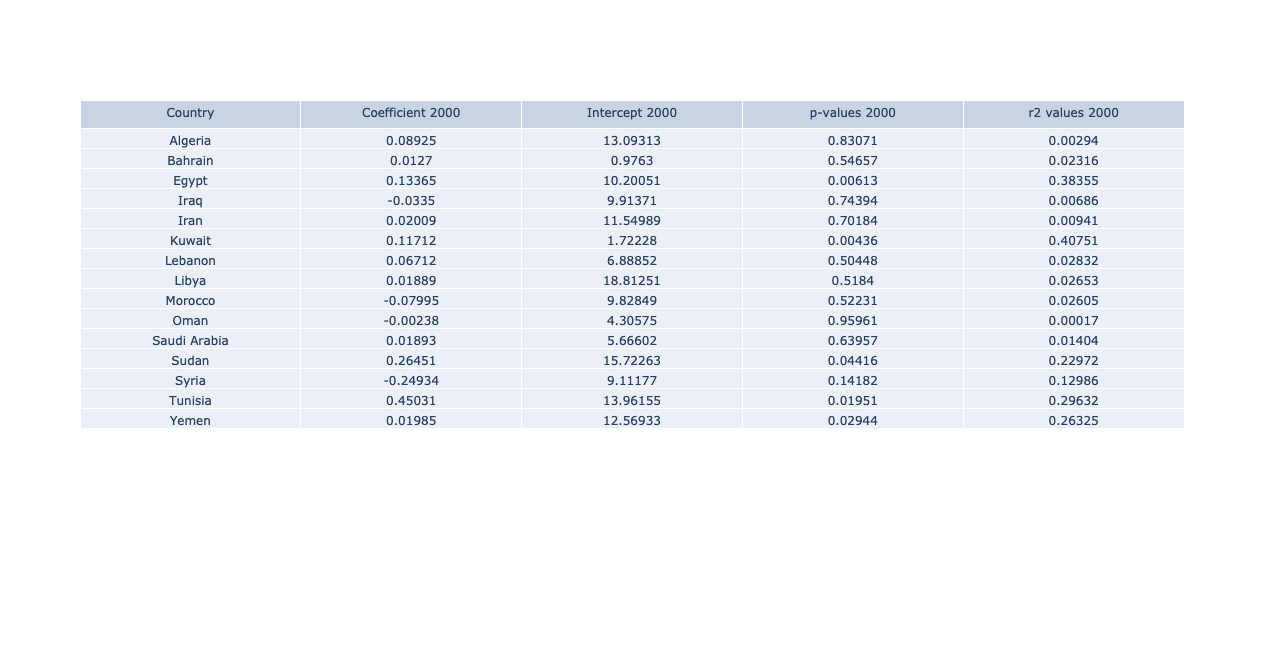 Country Coefficient 2000 Intercept 2000 p-values 2000 r2 values 2000
Algeria 0.08925 13.09313 0.83071 0.00294
Bahrain 0.0127 0.9763 0.54657 0.02316
Egypt 0.13365 10.20051 0.00613 0.38355
Iraq -0.0335 9.91371 0.74394 0.00686
Iran 0.02009 11.54989 0.70184 0.00941
Kuwait 0.11712 1.72228 0.00436 0.40751
Lebanon 0.06712 6.88852 0.50448 0.02832
Libya 0.01889 18.81251 0.5184 0.02653
Morocco -0.07995 9.82849 0.52231 0.02605
Oman -0.00238 4.30575 0.95961 0.00017
Saudi Arabia 0.01893 5.66602 0.63957 0.01404
Sudan 0.26451 15.72263 0.04416 0.22972
Syria -0.24934 9.11177 0.14182 0.12986
Tunisia 0.45031 13.96155 0.01951 0.29632
Yemen 0.01985 12.56933 0.02944 0.26325